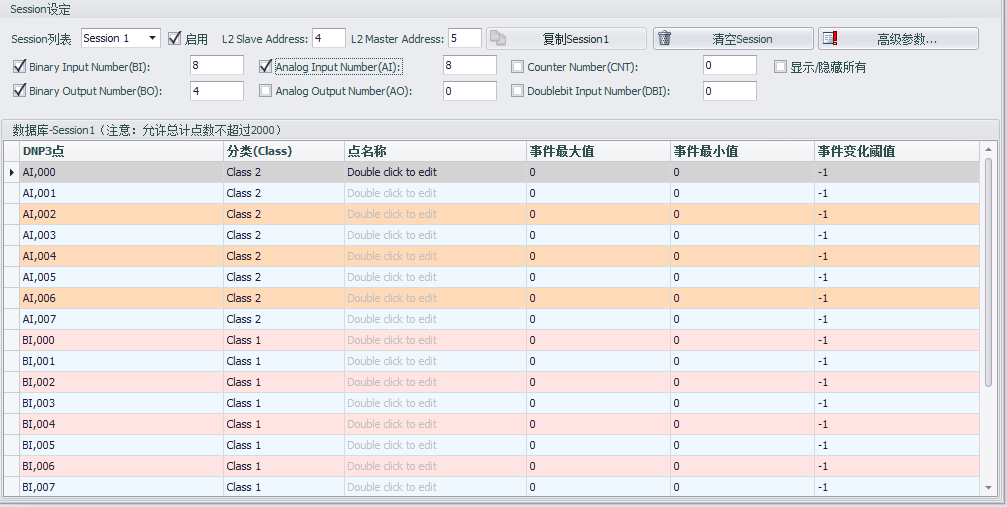 Session设定
Session列表 Session 1 启用 L2 Slave Address: 4 L2 Master Address: 5 复制Session1 清空Session 高级参数...
Binary Input Number(BI): 8 Analog Input Number(AI): 8 Counter Number(CNT): 0 显示/隐藏所有
Binary Output Number(BO): 4 Analog Output Number(AO): 0 Doublebit Input Number(DBI): 0
数据库-Session1（注意：允许总计点数不超过2000）
DNP3点 分类(Class) 点名称 事件最大值 事件最小值 事件变化阈值
AI,000 Class 2 Double click to edit 0 0 -1
AI,001 Class 2 Double click to edit 0 0 -1
AI,002 Class 2 Double click to edit 0 0 -1
AI,003 Class 2 Double click to edit 0 0 -1
AI,004 Class 2 Double click to edit 0 0 -1
AI,005 Class 2 Double click to edit 0 0 -1
AI,006 Class 2 Double click to edit 0 0 -1
AI,007 Class 2 Double click to edit 0 0 -1
BI,000 Class 1 Double click to edit 0 0 -1
BI,001 Class 1 Double click to edit 0 0 -1
BI,002 Class 1 Double click to edit 0 0 -1
BI,003 Class 1 Double click to edit 0 0 -1
BI,004 Class 1 Double click to edit 0 0 -1
BI,005 Class 1 Double click to edit 0 0 -1
BI,006 Class 1 Double click to edit 0 0 -1
BI,007 Class 1 Double click to edit 0 0 -1